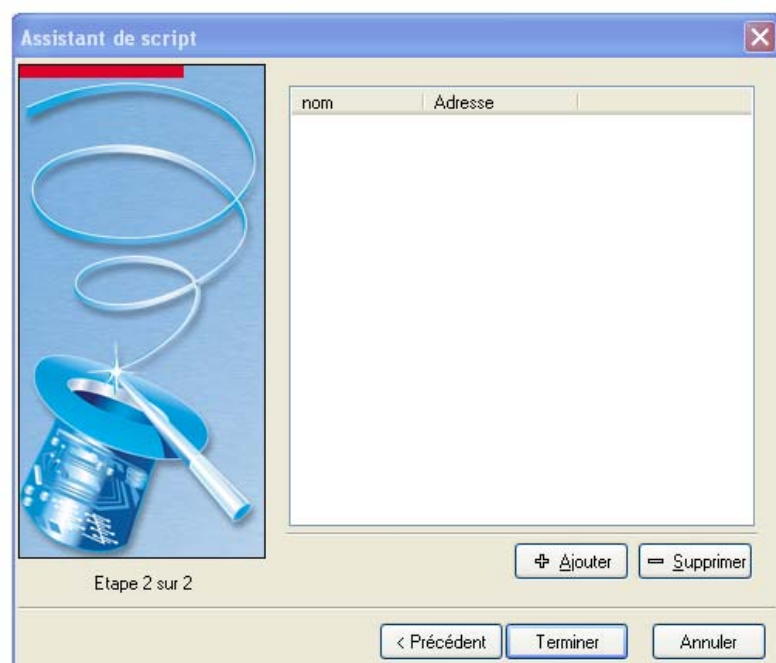 Assistant de script
nom Adresse
Ajouter Supprimer
Etape 2 sur 2
< Précédent Terminer Annuler